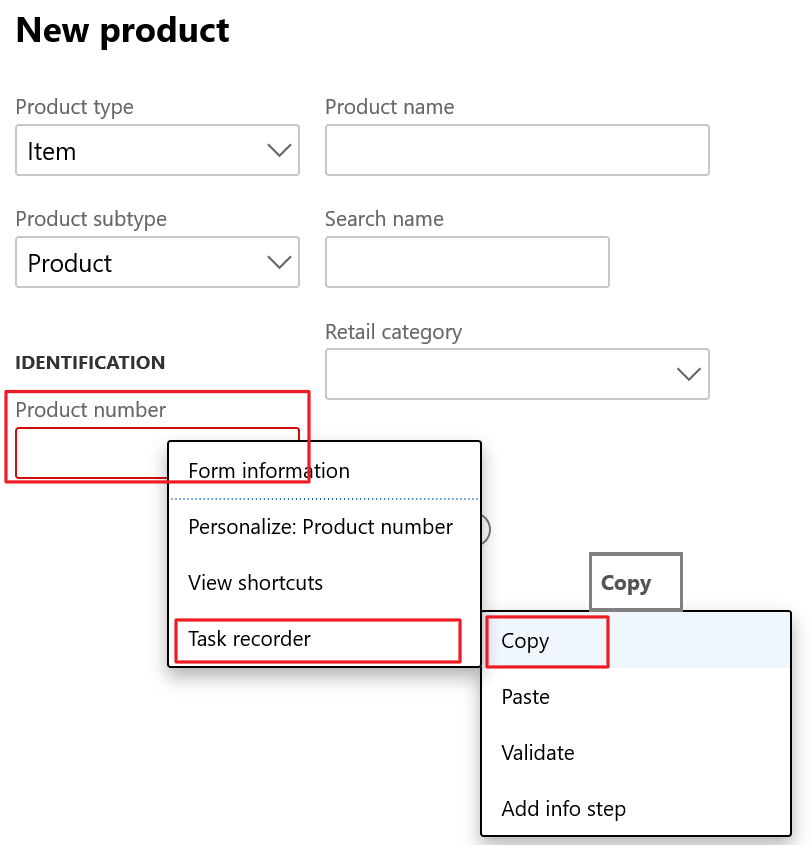 New product
Product type
Item
Product name
Product subtype
Product
Search name
Retail category
IDENTIFICATION
Product number
Form information
Personalize: Product number
View shortcuts
Task recorder
Copy
Copy
Paste
Validate
Add info step